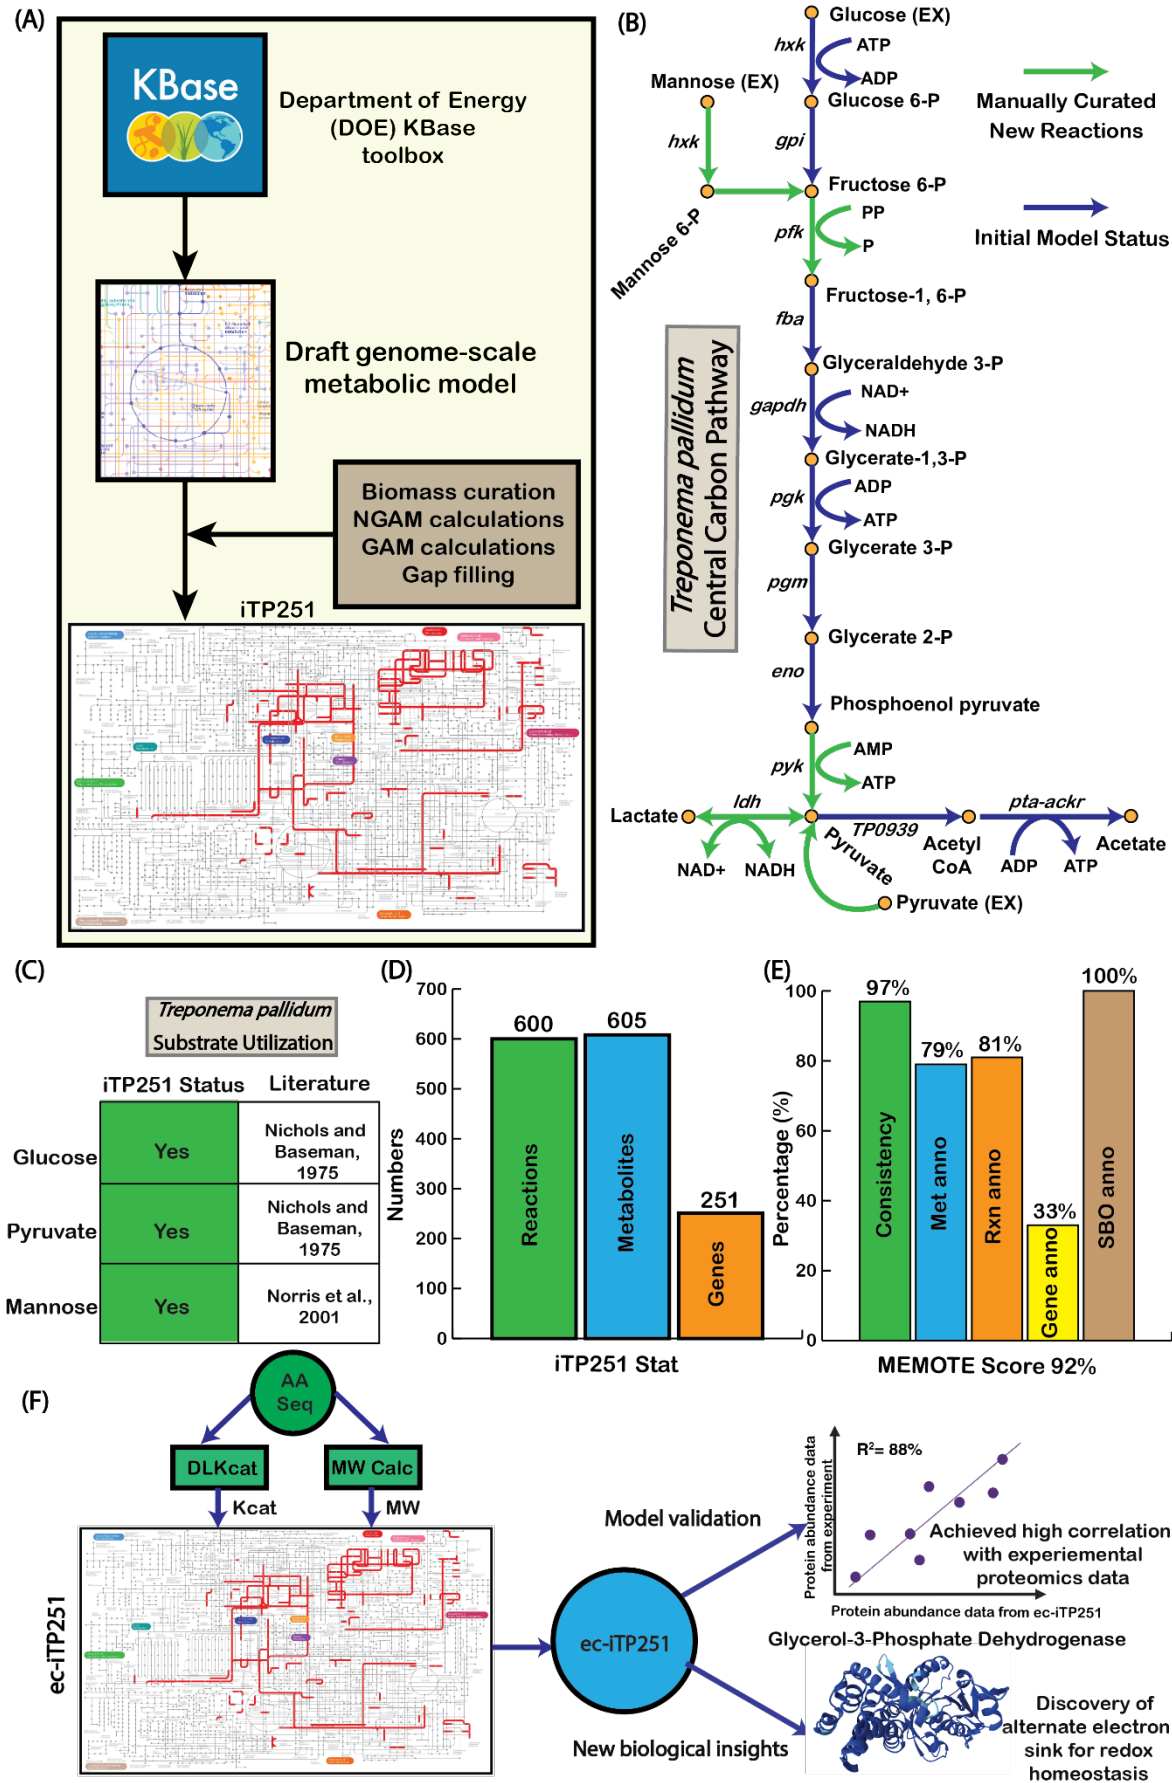 (A)
KBase
Department of Energy
(DOE) KBase
toolbox
Draft genome-scale
metabolic model
Biomass curation
NGAM calculations
GAM calculations
Gap filling
iTP251
(B)
Glucose (EX)
hxk
ATP
ADP
Mannose (EX)
Glucose 6-P
Manually Curated
New Reactions
hxk
gpi
Fructose 6-P
Mannose 6-P
PP
pfk
P
Initial Model Status
Fructose-1, 6-P
fba
Treponema pallidum
Central Carbon Pathway
Glyceraldehyde 3-P
NAD+
gapdh
NADH
Glycerate-1,3-P
ADP
pgk
ATP
Glycerate 3-P
pgm
Glycerate 2-P
eno
Phosphoenol pyruvate
AMP
pyk
ATP
Lactate
ldh
TP0939
pta-ackr
NAD+
NADH
Pyruvate
Acetyl
CoA
ADP
ATP
Acetate
Pyruvate (EX)
(C)
Treponema pallidum
Substrate Utilization
iTP251 Status
Literature
Glucose
Yes
Nichols and
Baseman,
1975
Pyruvate
Yes
Nichols and
Baseman,
1975
Mannose
Yes
Norris et al.,
2001
(D)
700
600
500
400
300
200
100
0
Numbers
600
605
251
Reactions
Metabolites
Genes
iTP251 Stat
(E)
100
80
60
40
20
0
Percentage (%)
97%
79%
81%
33%
100%
Consistency
Met anno
Rxn anno
Gene anno
SBO anno
MEMOTE Score 92%
(F)
AA
Seq
DLKcat
MW Calc
Kcat
MW
ec-iTP251
ec-iTP251
Model validation
New biological insights
Protein abundance data
from experiment
R²= 88%
Achieved high correlation
with experiemental
proteomics data
Protein abundance data from ec-iTP251
Glycerol-3-Phosphate Dehydrogenase
Discovery of
alternate electron
sink for redox
homeostasis